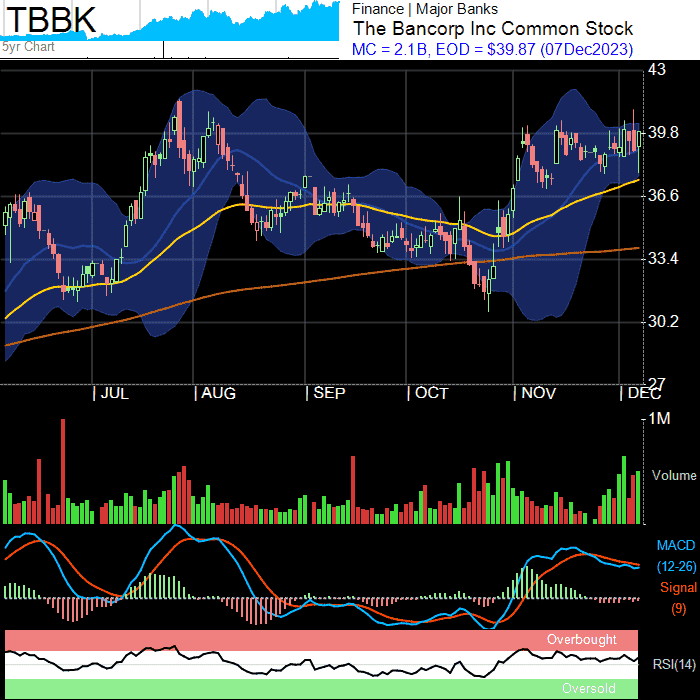 TBBK
5yr Chart
Finance | Major Banks
The Bancorp Inc Common Stock
MC = 2.1B, EOD = $39.87 (07Dec2023)
43
39.8
36.6
33.4
30.2
27
| JUL | AUG | SEP | OCT | NOV | DEC
1M
Volume
MACD
(12-26)
Signal
(9)
Overbought
RSI(14)
Oversold